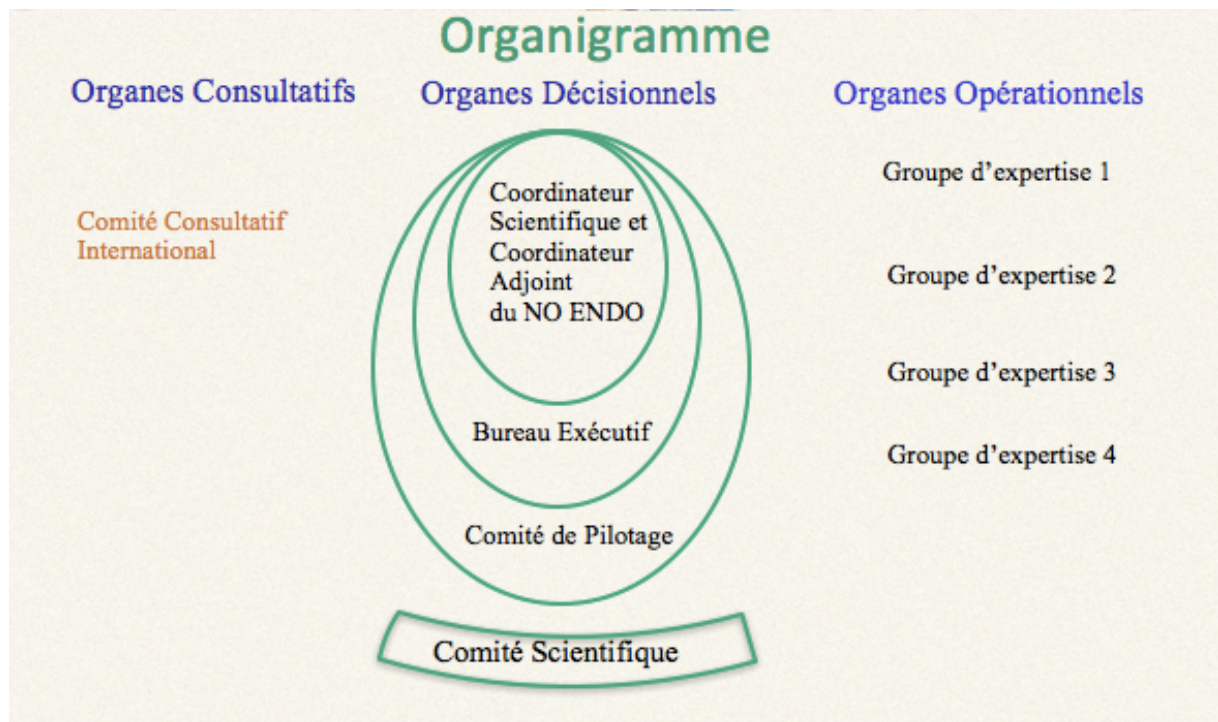 Organigramme
Organes Consultatifs
Organes Décisionnels
Organes Opérationnels
Comité Consultatif
International
Coordinateur
Scientifique et
Coordinateur
Adjoint
du NO ENDO
Bureau Exécutif
Comité de Pilotage
Comité Scientifique
Groupe d’expertise 1
Groupe d’expertise 2
Groupe d’expertise 3
Groupe d’expertise 4